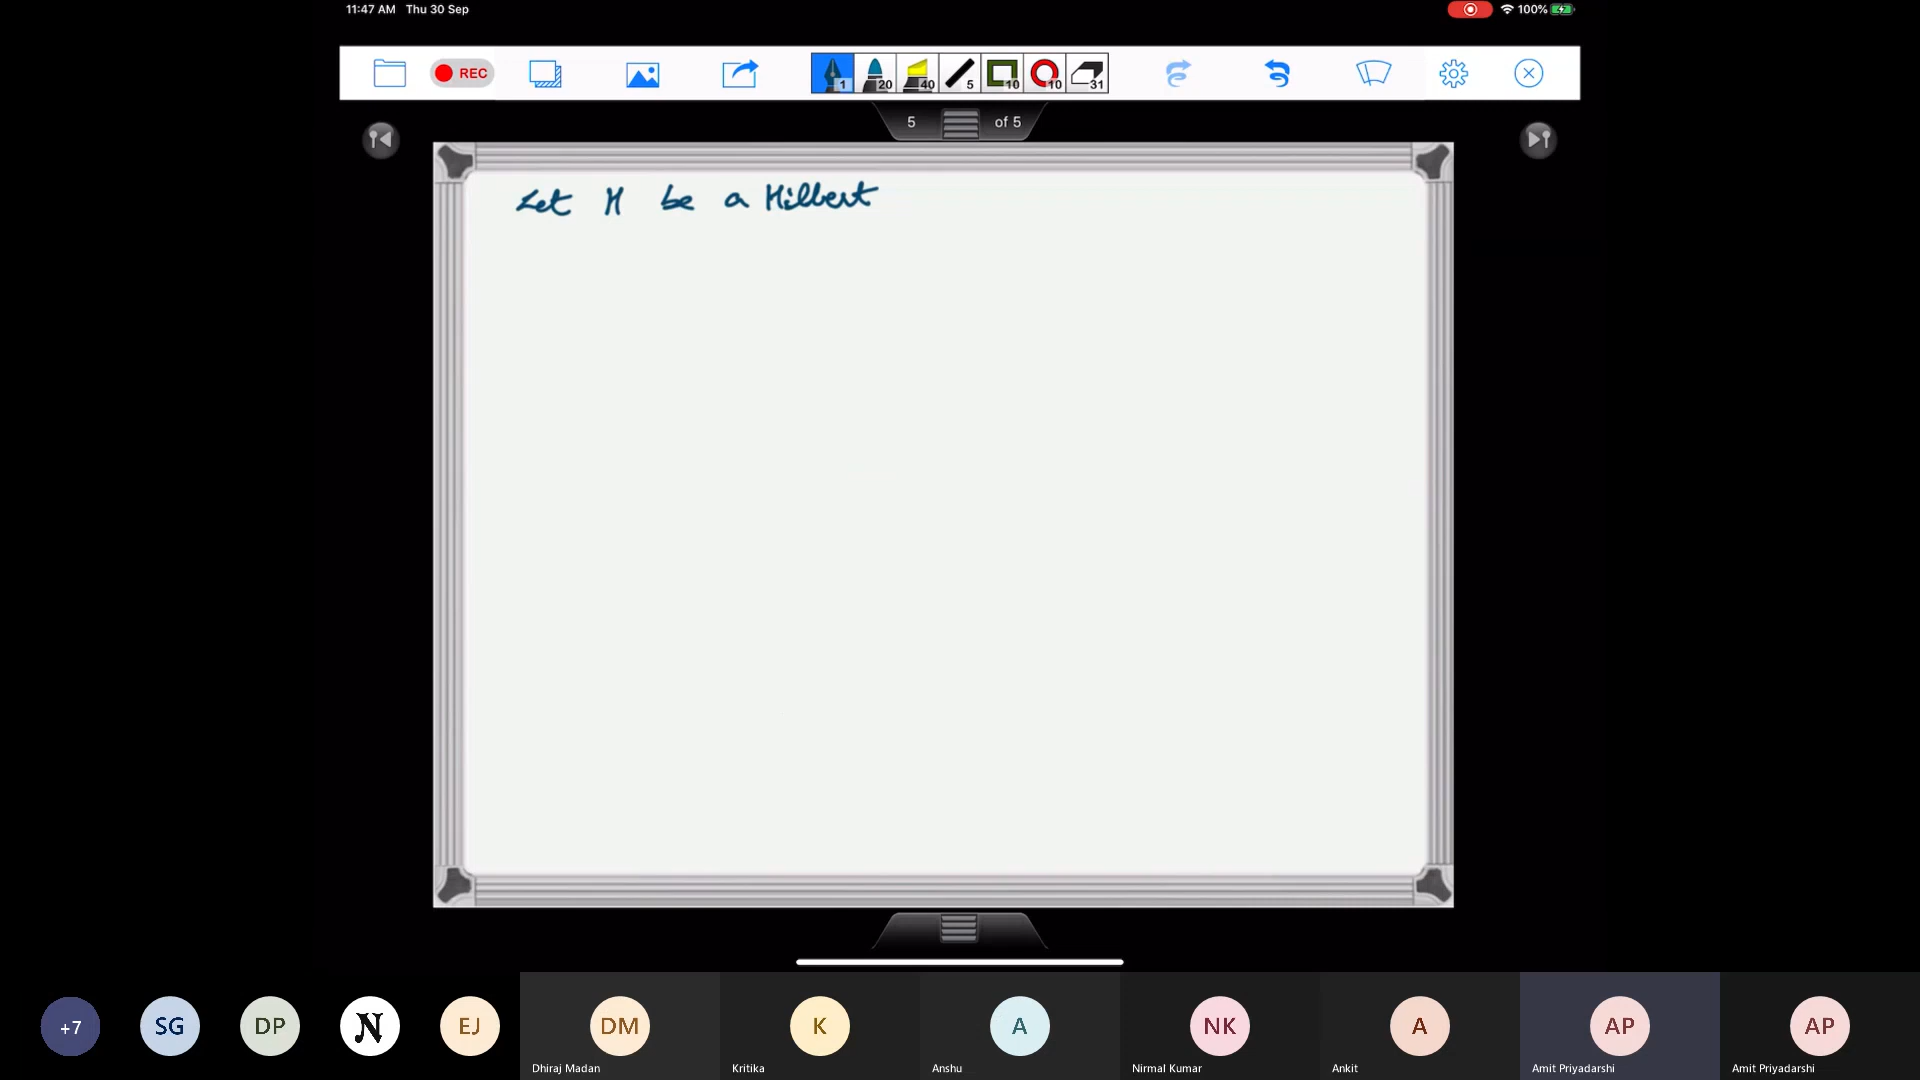 11:47 AM Thu 30 Sep
100%
REC
1 20 40 5 10 10 31
5 of 5
Let H be a Hilbert
+7 SG DP N EJ DM K A NK A AP AP
Dhiraj Madan Kritika Anshu Nirmal Kumar Ankit Amit Priyadarshi Amit Priyadarshi